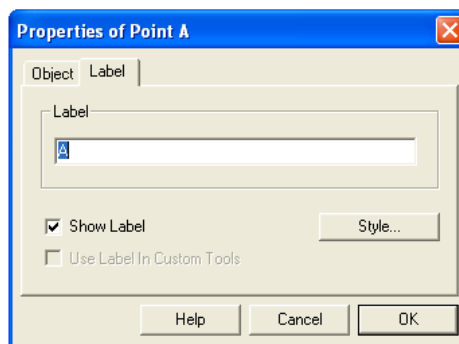 Properties of Point A
Object Label
Label
A
Show Label
Style...
Use Label In Custom Tools
Help Cancel OK